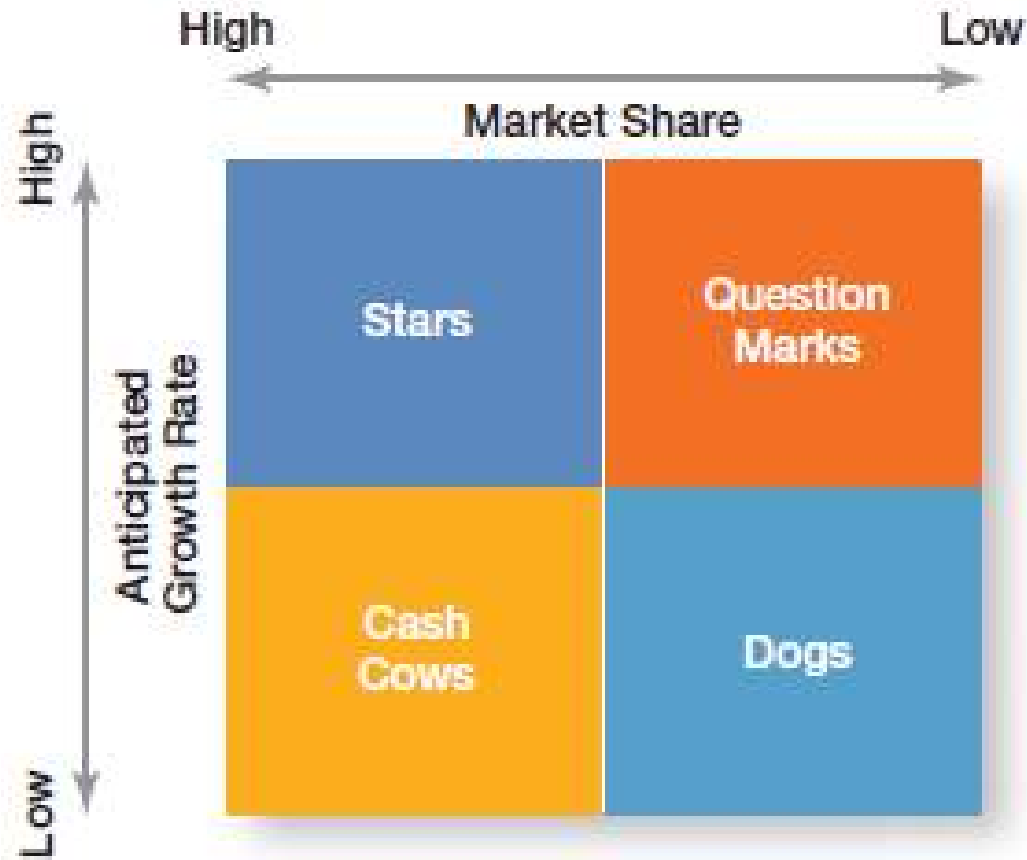 High
Low
Market Share
High
Anticipated
Growth Rate
Low
Stars
Question
Marks
Cash
Cows
Dogs